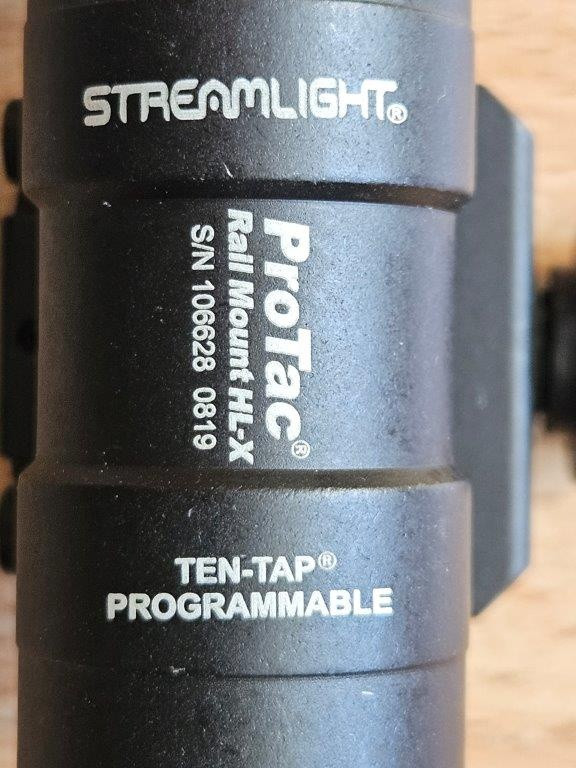 STREAMLIGHT®
ProTac®
Rail Mount HL-X
S/N 106628 0819
TEN-TAP®
PROGRAMMABLE